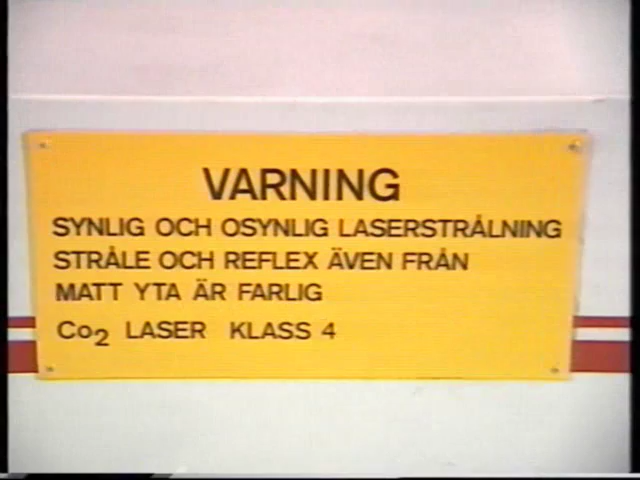 VARNING
SYNLIG OCH OSYNLIG LASERSTRÅLNING
STRÅLE OCH REFLEX ÄVEN FRÅN
MATT YTA ÄR FARLIG
Co₂ LASER KLASS 4